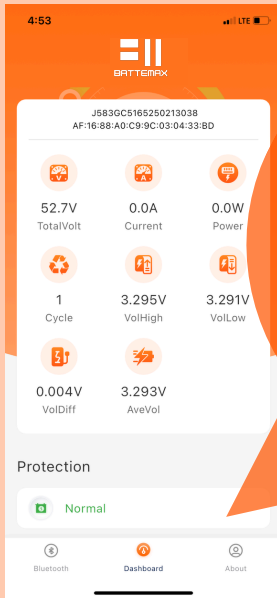 4:53
LTE
BATTEMAX
J583GC5165250213038
AF:16:88:A0:C9:9C:03:04:33:BD
52.7V 0.0A 0.0W
TotalVolt Current Power
1 3.295V 3.291V
Cycle VolHigh VolLow
0.004V 3.293V
VolDiff AveVol
Protection
Normal
Bluetooth Dashboard About